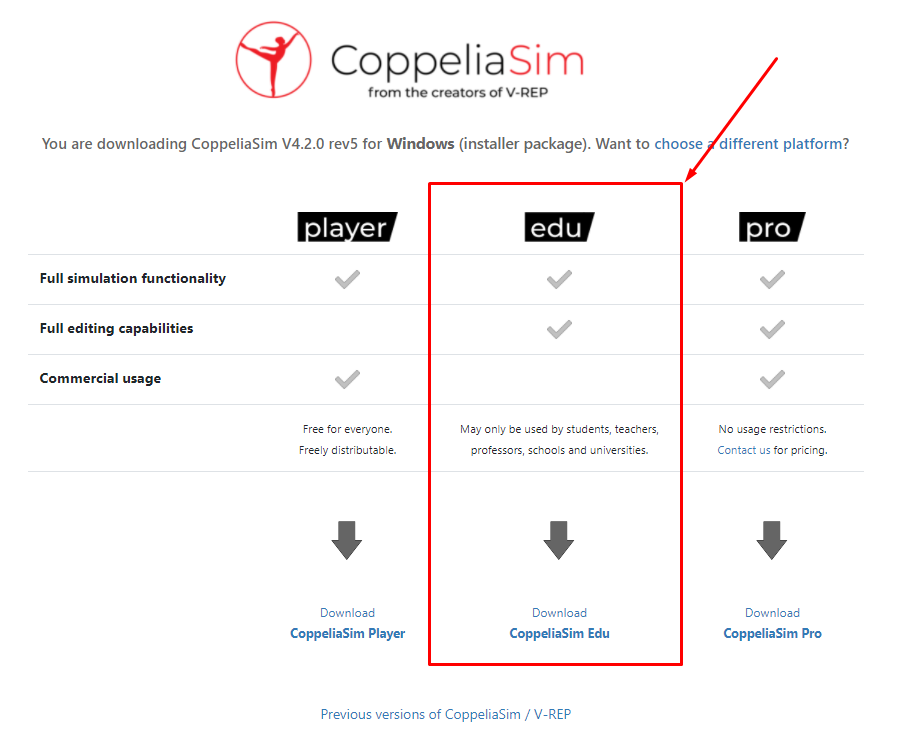 CoppeliaSim
from the creators of V-REP
You are downloading CoppeliaSim V4.2.0 rev5 for Windows (installer package). Want to choose a different platform?
player edu pro
Full simulation functionality
Full editing capabilities
Commercial usage
Free for everyone. May only be used by students, teachers, No usage restrictions.
Freely distributable. professors, schools and universities. Contact us for pricing.
Download Download Download
CoppeliaSim Player CoppeliaSim Edu CoppeliaSim Pro
Previous versions of CoppeliaSim / V-REP